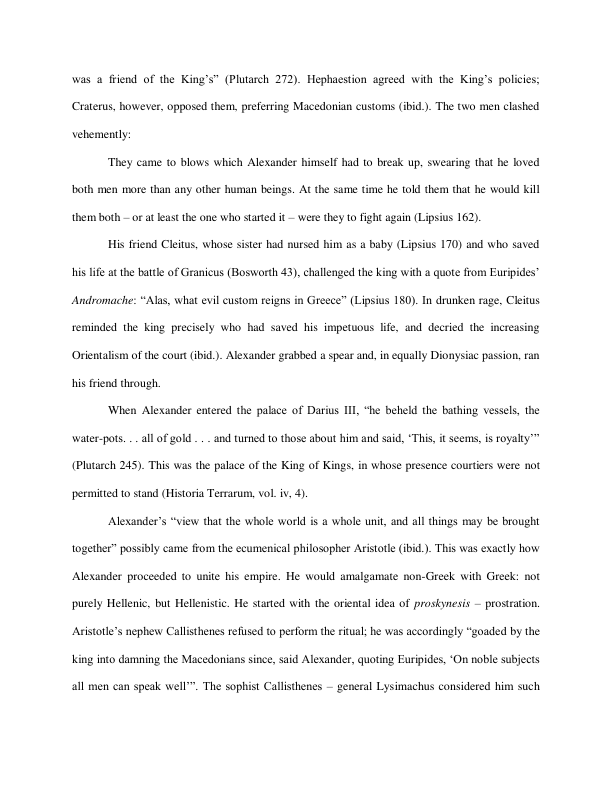 was a friend of the King’s” (Plutarch 272). Hephaestion agreed with the King’s policies;
Craterus, however, opposed them, preferring Macedonian customs (ibid.). The two men clashed
vehemently:
They came to blows which Alexander himself had to break up, swearing that he loved
both men more than any other human beings. At the same time he told them that he would kill
them both – or at least the one who started it – were they to fight again (Lipsius 162).
His friend Cleitus, whose sister had nursed him as a baby (Lipsius 170) and who saved
his life at the battle of Granicus (Bosworth 43), challenged the king with a quote from Euripides’
Andromache: “Alas, what evil custom reigns in Greece” (Lipsius 180). In drunken rage, Cleitus
reminded the king precisely who had saved his impetuous life, and decried the increasing
Orientalism of the court (ibid.). Alexander grabbed a spear and, in equally Dionysiac passion, ran
his friend through.
When Alexander entered the palace of Darius III, “he beheld the bathing vessels, the
water-pots. . . all of gold . . . and turned to those about him and said, ‘This, it seems, is royalty’”
(Plutarch 245). This was the palace of the King of Kings, in whose presence courtiers were not
permitted to stand (Historia Terrarum, vol. iv, 4).
Alexander’s “view that the whole world is a whole unit, and all things may be brought
together” possibly came from the ecumenical philosopher Aristotle (ibid.). This was exactly how
Alexander proceeded to unite his empire. He would amalgamate non-Greek with Greek: not
purely Hellenic, but Hellenistic. He started with the oriental idea of proskynesis – prostration.
Aristotle’s nephew Callisthenes refused to perform the ritual; he was accordingly “goaded by the
king into damning the Macedonians since, said Alexander, quoting Euripides, ‘On noble subjects
all men can speak well’”. The sophist Callisthenes – general Lysimachus considered him such